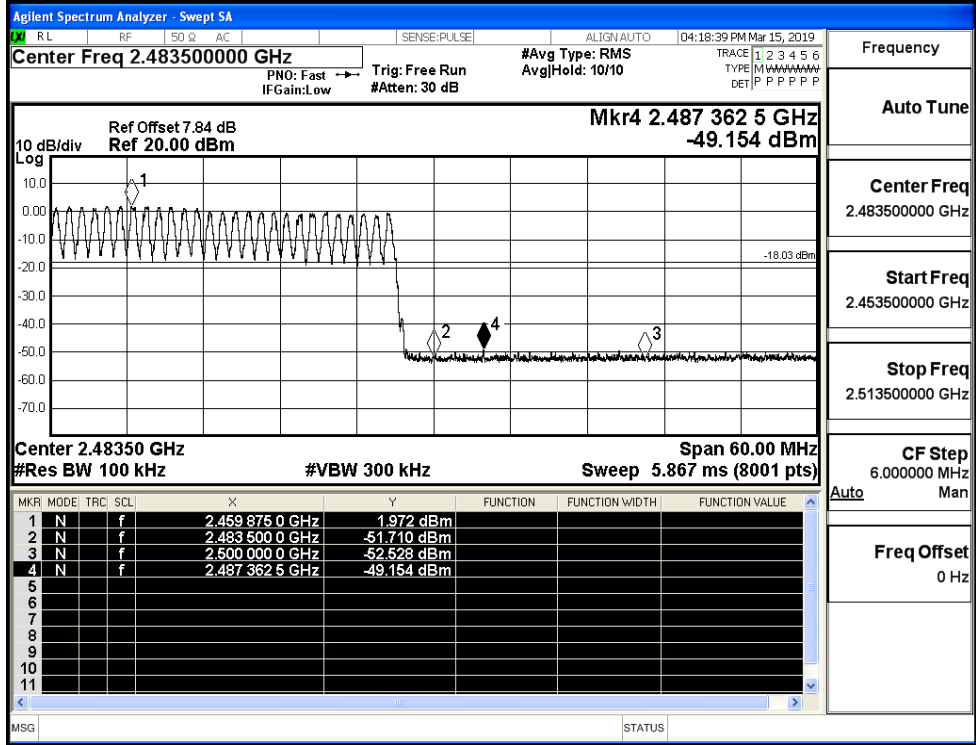 Agilent Spectrum Analyzer - Swept SA
LXI RL RF 50 Ω AC SENSE:PULSE ALIGN AUTO 04:18:39 PM Mar 15, 2019
Center Freq 2.483500000 GHz
PNO: Fast
IFGain:Low
Trig: Free Run
#Atten: 30 dB
#Avg Type: RMS
Avg|Hold: 10/10
TRACE 1 2 3 4 5 6
TYPE M W W W W W
DET P P P P P P
Ref Offset 7.84 dB
10 dB/div Ref 20.00 dBm
Log
Mkr4 2.487 362 5 GHz
-49.154 dBm
10.0
0.00
-10.0
-20.0
-30.0
-40.0
-50.0
-60.0
-70.0
1
-18.03 dBm
2
4
3
Center 2.48350 GHz Span 60.00 MHz
#Res BW 100 kHz #VBW 300 kHz Sweep 5.867 ms (8001 pts)
MKR MODE TRC SCL X Y FUNCTION FUNCTION WIDTH FUNCTION VALUE
1 N f 2.459 875 0 GHz 1.972 dBm
2 N f 2.483 500 0 GHz -51.710 dBm
3 N f 2.500 000 0 GHz -52.528 dBm
4 N f 2.487 362 5 GHz -49.154 dBm
5
6
7
8
9
10
11
MSG STATUS
Frequency
Auto Tune
Center Freq
2.483500000 GHz
Start Freq
2.453500000 GHz
Stop Freq
2.513500000 GHz
CF Step
6.000000 MHz
Auto Man
Freq Offset
0 Hz